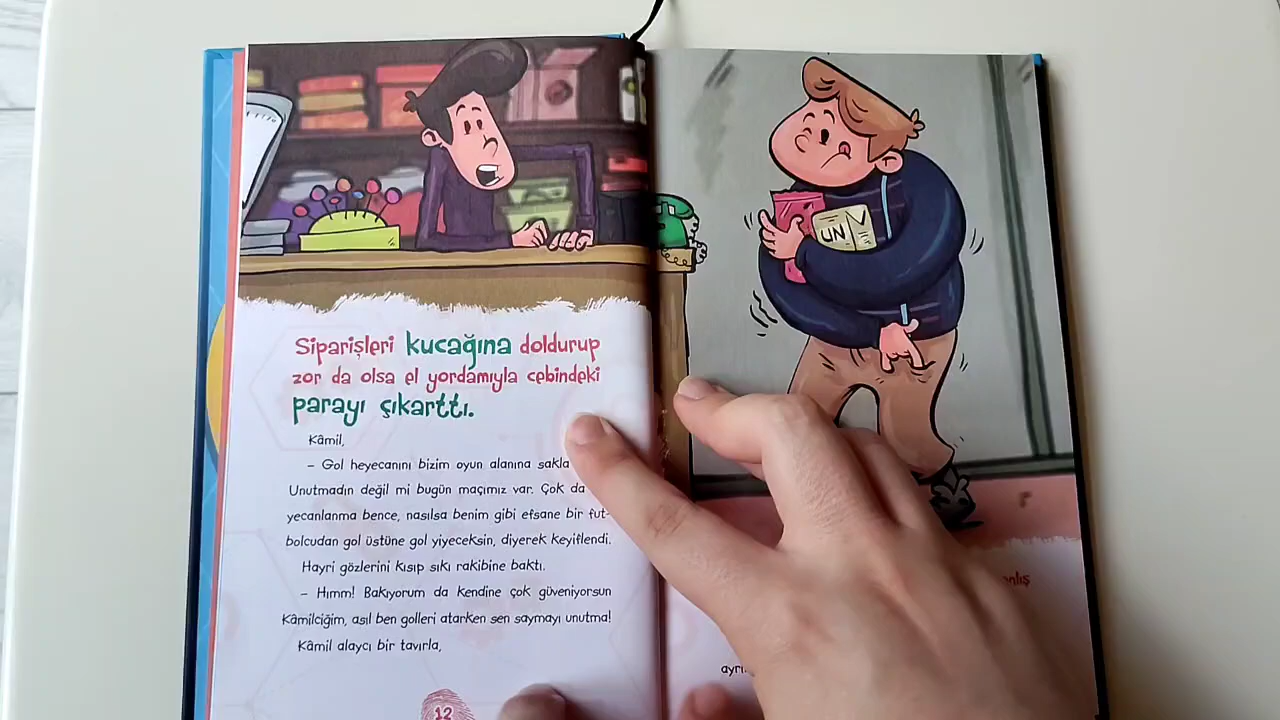 Siparişleri kucağına doldurup
zor da olsa el yordamıyla cebindeki
parayı çıkarttı.
Kâmil,
– Gol heyecanını bizim oyun alanına sakla
Unutmadın değil mi bugün maçımız var. Çok da
yecanlanma bence, nasılsa benim gibi efsane bir fut-
bolcudan gol üstüne gol yiyeceksin, diyerek keyiflendi.
Hayri gözlerini kısıp sıkı rakibine baktı.
– Hımm! Bakıyorum da kendine çok güveniyorsun
Kâmilciğim, asıl ben golleri atarken sen saymayı unutma!
Kâmil alaycı bir tavırla,
12
UN